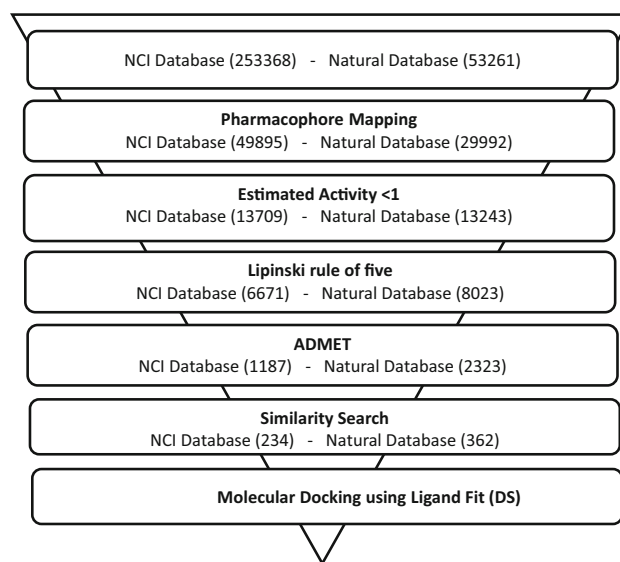 NCI Database (253368) - Natural Database (53261)
Pharmacophore Mapping
NCI Database (49895) - Natural Database (29992)
Estimated Activity <1
NCI Database (13709) - Natural Database (13243)
Lipinski rule of five
NCI Database (6671) - Natural Database (8023)
ADMET
NCI Database (1187) - Natural Database (2323)
Similarity Search
NCI Database (234) - Natural Database (362)
Molecular Docking using Ligand Fit (DS)